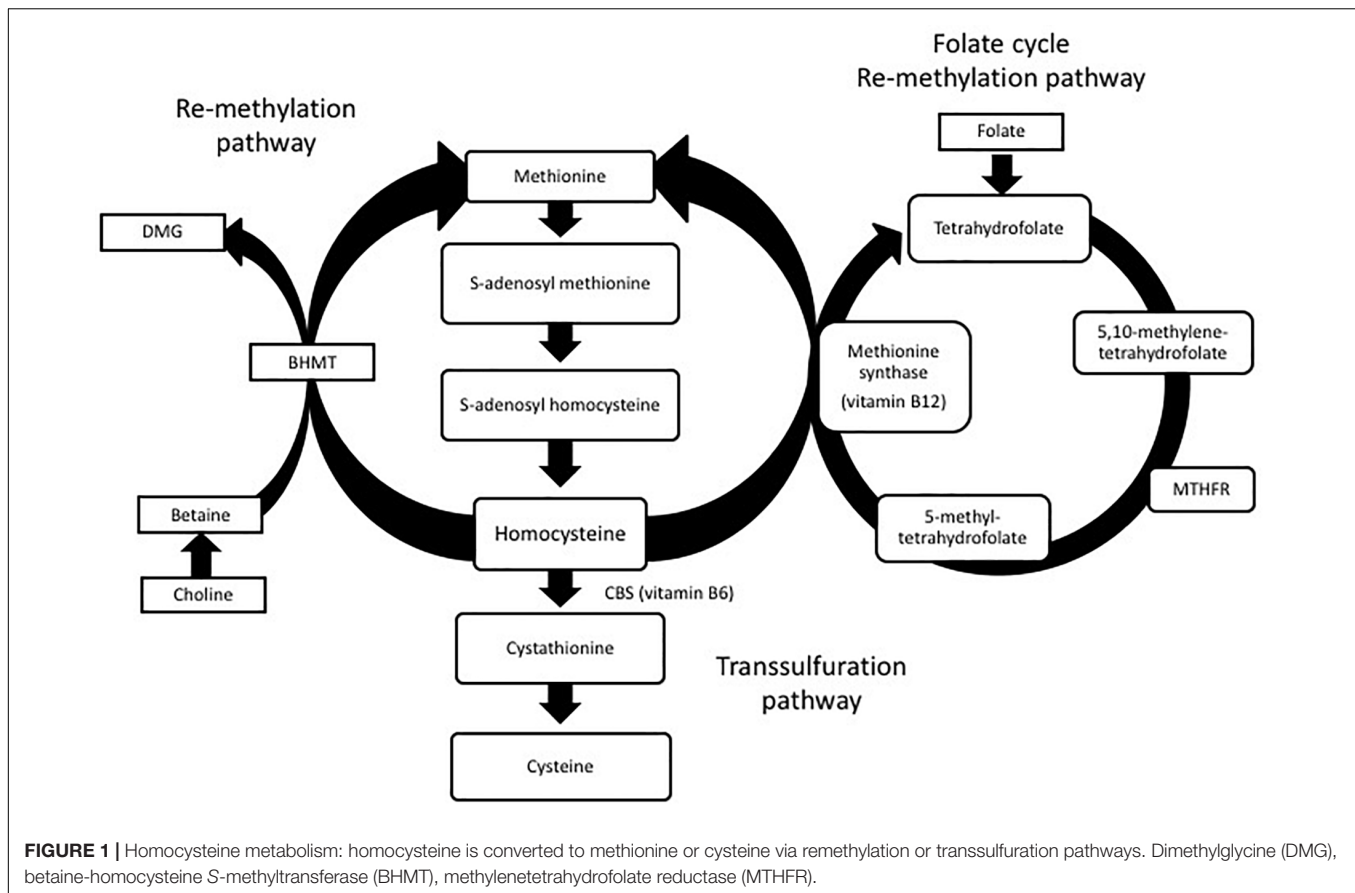 Folate cycle
Re-methylation pathway
Re-methylation
pathway
Folate
Methionine
DMG
Tetrahydrofolate
S-adenosyl methionine
5,10-methylene-
tetrahydrofolate
BHMT
Methionine
synthase
(vitamin B12)
S-adenosyl homocysteine
MTHFR
Betaine
Homocysteine
5-methyl-
tetrahydrofolate
Choline
CBS (vitamin B6)
Cystathionine
Transsulfuration
pathway
Cysteine
FIGURE 1 | Homocysteine metabolism: homocysteine is converted to methionine or cysteine via remethylation or transsulfuration pathways. Dimethylglycine (DMG),
betaine-homocysteine S-methyltransferase (BHMT), methylenetetrahydrofolate reductase (MTHFR).